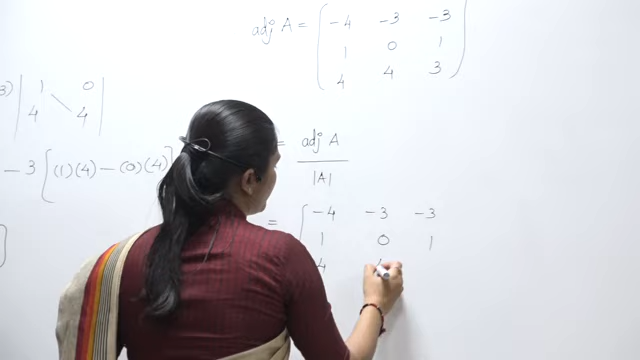 adj A = ( -4 -3 -3
1 0 1
4 4 3 )
3) | 1 0
4 4 |
- 3 [ (1)(4) - (0)(4)
= adj A
|A|
= [ -4 -3 -3
1 0 1
4